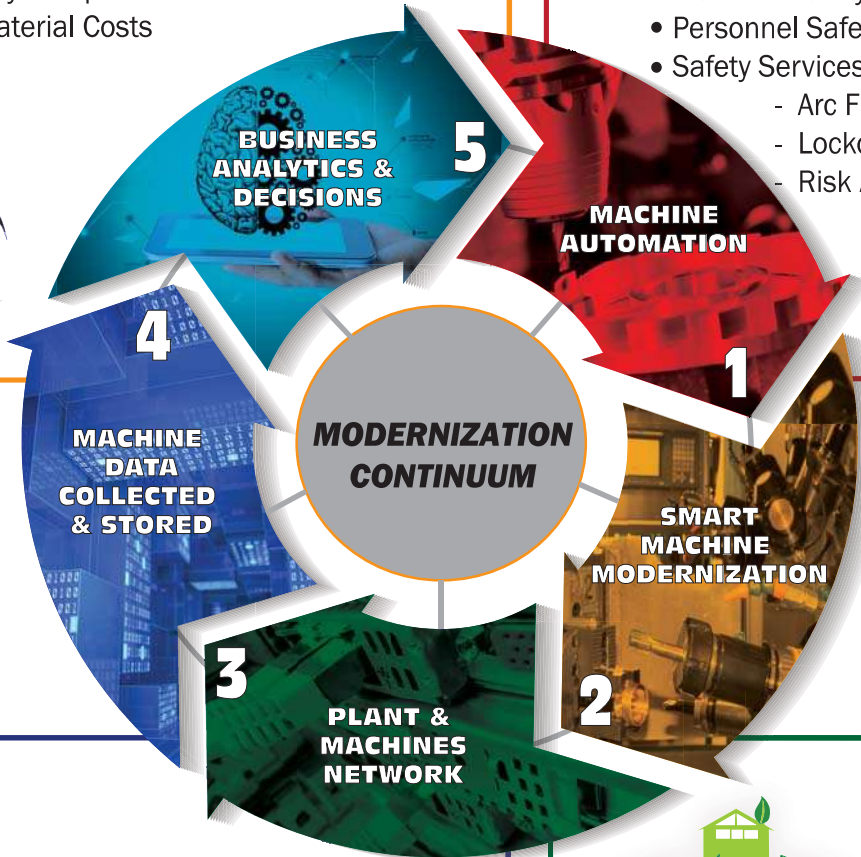 aterial Costs
• Personnel Safe
• Safety Services
- Arc F
- Locko
- Risk
BUSINESS
ANALYTICS &
DECISIONS
5
MACHINE
AUTOMATION
1
SMART
MACHINE
MODERNIZATION
2
PLANT &
MACHINES
NETWORK
3
MACHINE
DATA
COLLECTED
& STORED
4
MODERNIZATION
CONTINUUM